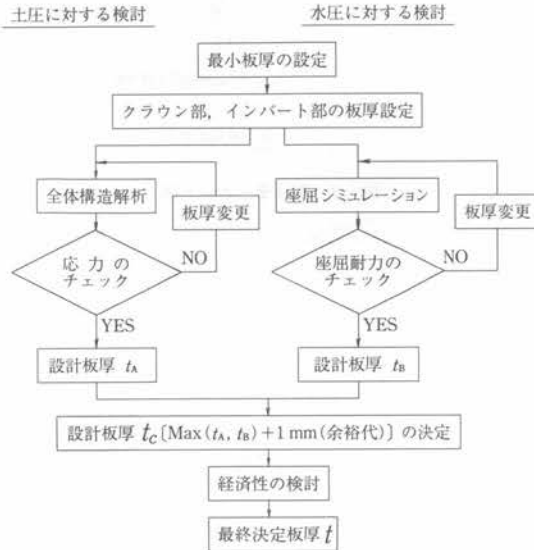 土圧に対する検討
水圧に対する検討
最小板厚の設定
クラウン部，インバート部の板厚設定
全体構造解析
板厚変更
応力の
チェック
NO
YES
設計板厚 tA
座屈シミュレーション
板厚変更
座屈耐力の
チェック
NO
YES
設計板厚 tB
設計板厚 tc〔Max(tA, tB)+1 mm(余裕代)〕の決定
経済性の検討
最終決定板厚 t